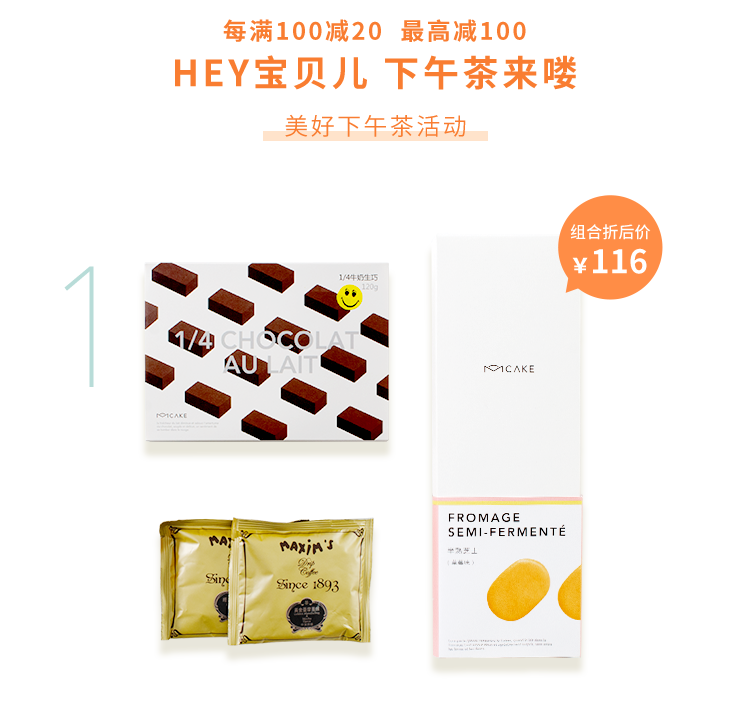 每满100减20 最高减100
HEY宝贝儿 下午茶来喽
美好下午茶活动
组合折后价
¥116
1
1/4牛奶生巧
120g
1/4 CHOCOLAT
AU LAIT
MCAKE
MCAKE
FROMAGE
SEMI-FERMENTÉ
半熟芝士
MAXIM'S
Drip
Coffee
Since 1893